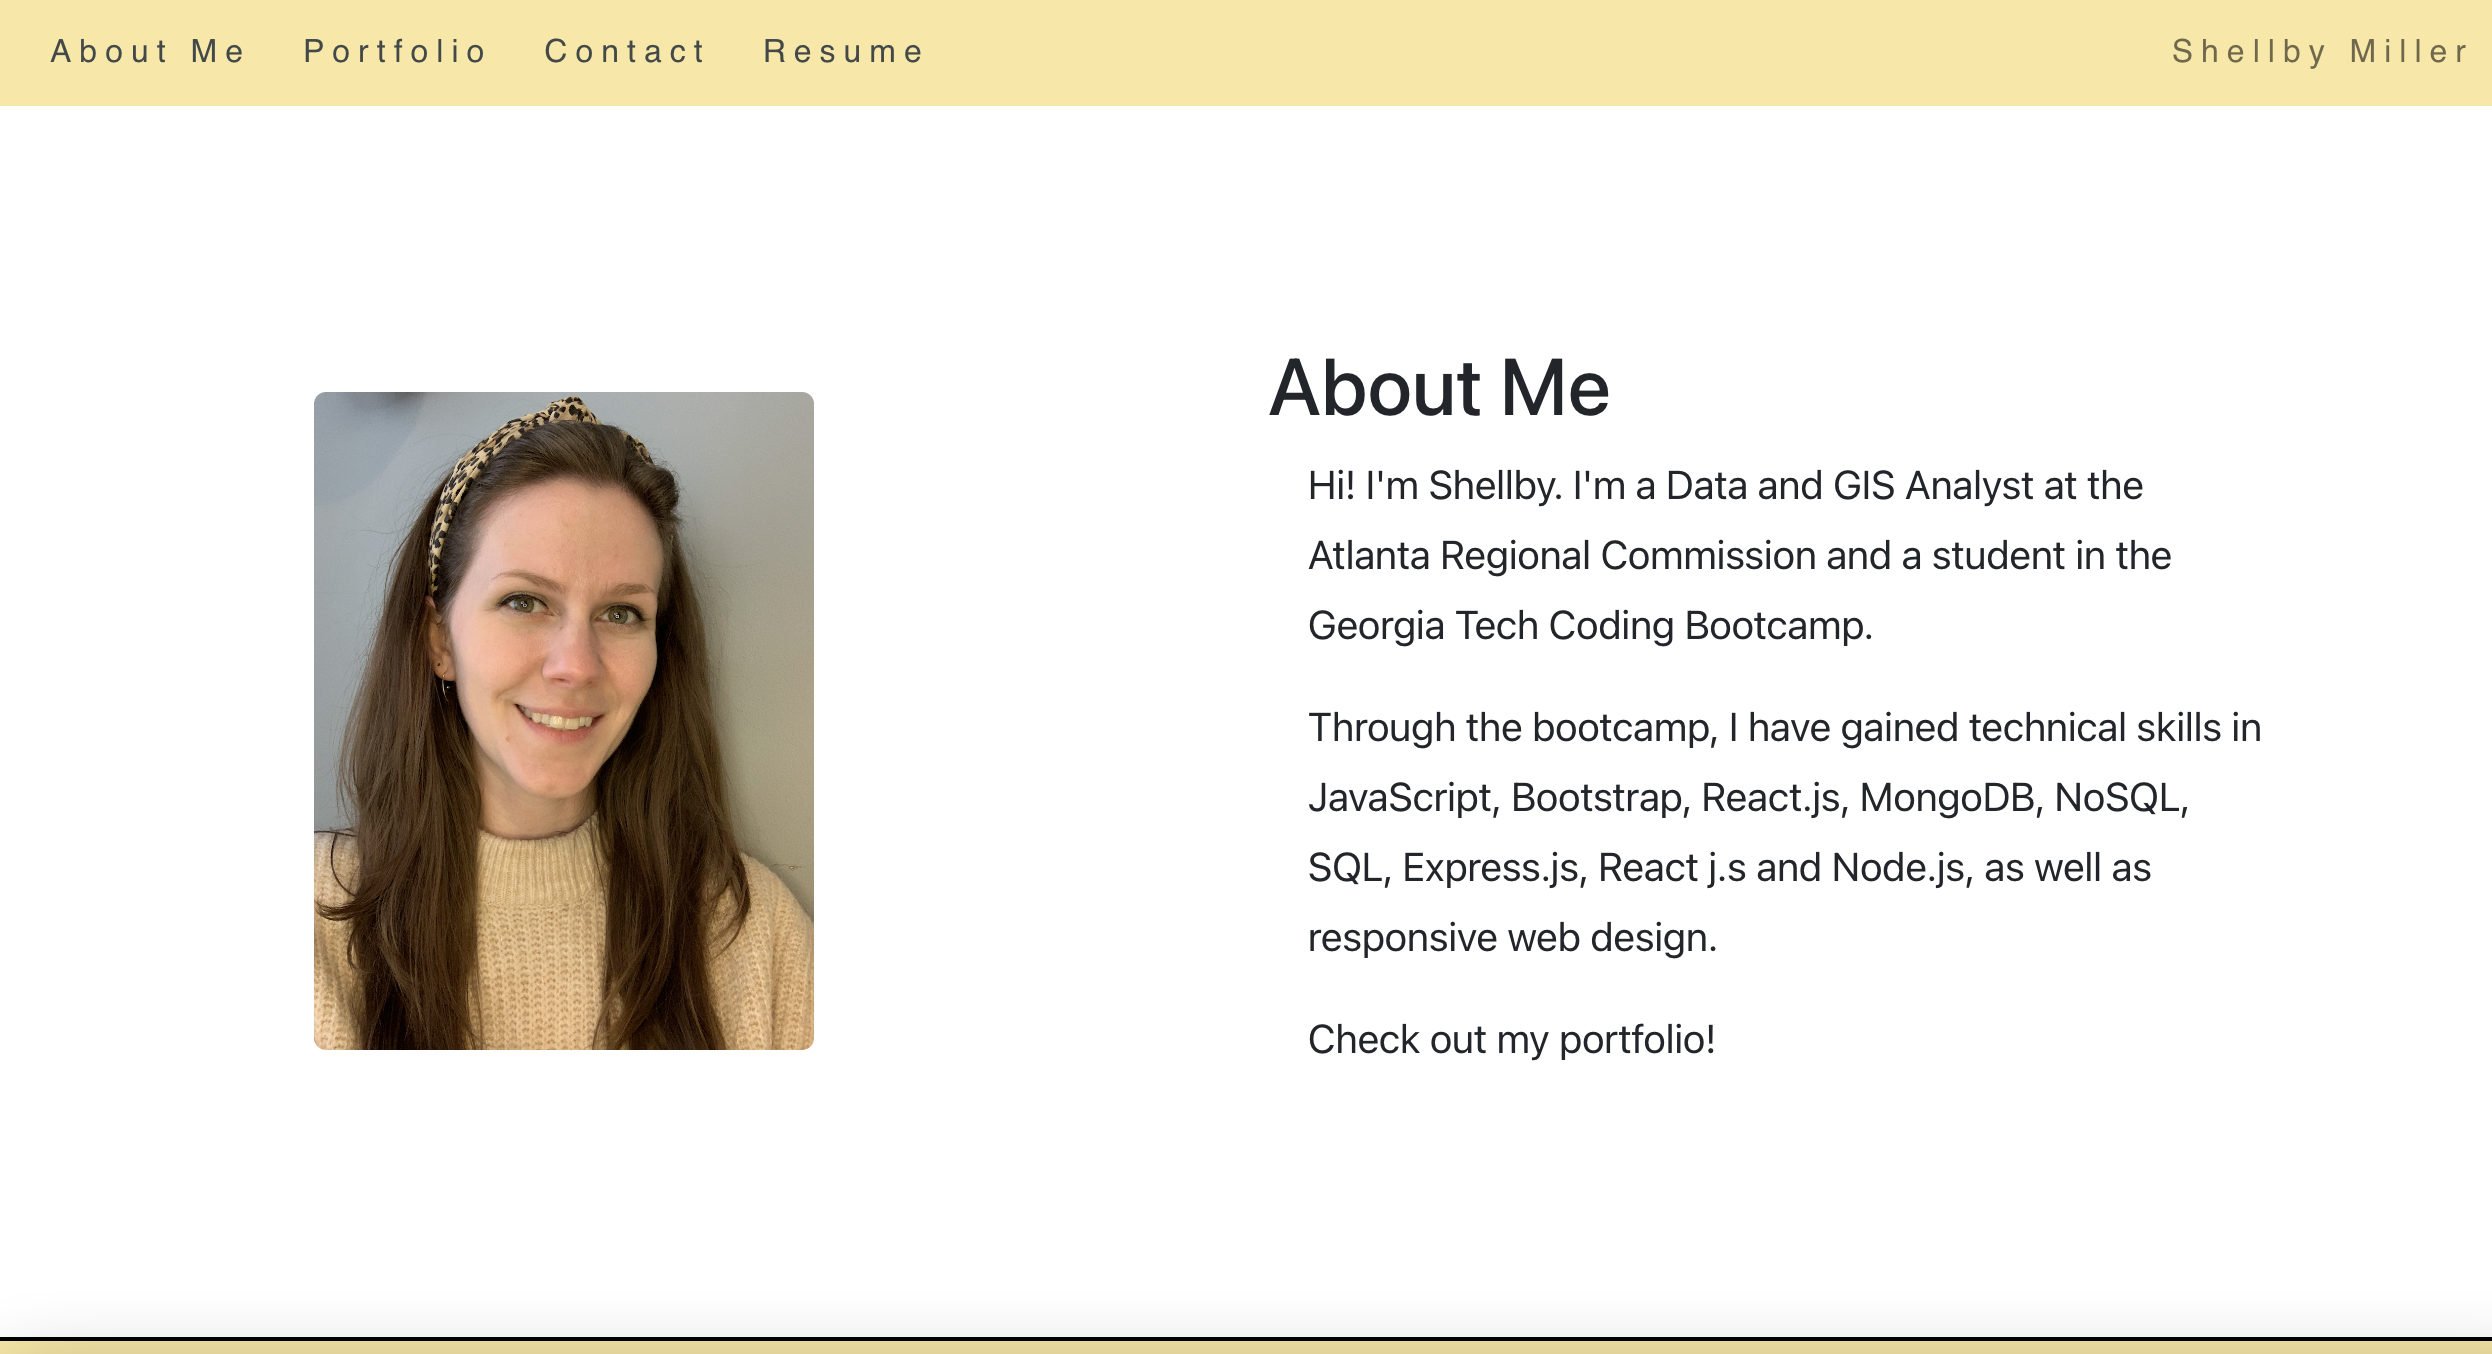 About Me Portfolio Contact Resume Shellby Miller
About Me
Hi! I'm Shellby. I'm a Data and GIS Analyst at the
Atlanta Regional Commission and a student in the
Georgia Tech Coding Bootcamp.
Through the bootcamp, I have gained technical skills in
JavaScript, Bootstrap, React.js, MongoDB, NoSQL,
SQL, Express.js, React j.s and Node.js, as well as
responsive web design.
Check out my portfolio!